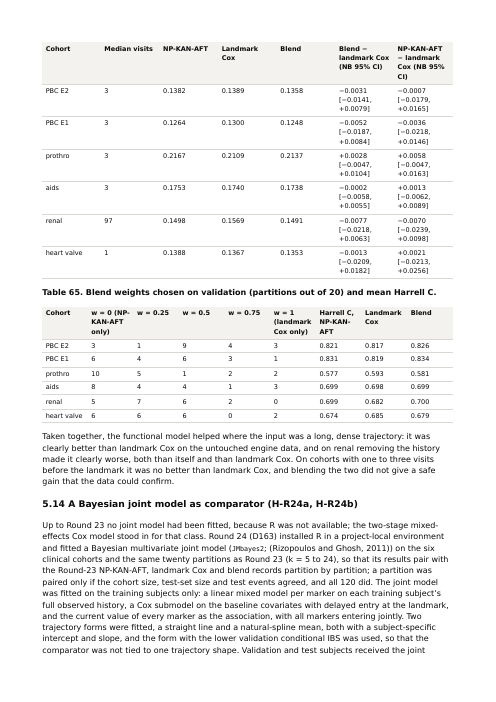 Cohort Median visits NP-KAN-AFT Landmark Cox Blend Blend − landmark Cox (NB 95% CI) NP-KAN-AFT − landmark Cox (NB 95% CI)
PBC E2 3 0.1382 0.1389 0.1358 −0.0031 [−0.0141, +0.0079] −0.0007 [−0.0179, +0.0165]
PBC E1 3 0.1264 0.1300 0.1248 −0.0052 [−0.0187, +0.0084] −0.0036 [−0.0218, +0.0146]
prothro 3 0.2167 0.2109 0.2137 +0.0028 [−0.0047, +0.0104] +0.0058 [−0.0047, +0.0163]
aids 3 0.1753 0.1740 0.1738 −0.0002 [−0.0058, +0.0055] +0.0013 [−0.0062, +0.0089]
renal 97 0.1498 0.1569 0.1491 −0.0077 [−0.0218, +0.0063] −0.0070 [−0.0239, +0.0098]
heart valve 1 0.1388 0.1367 0.1353 −0.0013 [−0.0209, +0.0182] +0.0021 [−0.0213, +0.0256]
Table 65. Blend weights chosen on validation (partitions out of 20) and mean Harrell C.
Cohort w = 0 (NP-KAN-AFT only) w = 0.25 w = 0.5 w = 0.75 w = 1 (landmark Cox only) Harrell C, NP-KAN-AFT Landmark Cox Blend
PBC E2 3 1 9 4 3 0.821 0.817 0.826
PBC E1 6 4 6 3 1 0.831 0.819 0.834
prothro 10 5 1 2 2 0.577 0.593 0.581
aids 8 4 4 1 3 0.699 0.698 0.699
renal 5 7 6 2 0 0.699 0.682 0.700
heart valve 6 6 6 0 2 0.674 0.685 0.679
Taken together, the functional model helped where the input was a long, dense trajectory: it was
clearly better than landmark Cox on the untouched engine data, and on renal removing the history
made it clearly worse, both than itself and than landmark Cox. On cohorts with one to three visits
before the landmark it was no better than landmark Cox, and blending the two did not give a safe
gain that the data could confirm.
5.14 A Bayesian joint model as comparator (H-R24a, H-R24b)
Up to Round 23 no joint model had been fitted, because R was not available; the two-stage mixed-
effects Cox model stood in for that class. Round 24 (D163) installed R in a project-local environment
and fitted a Bayesian multivariate joint model (JMbayes2; (Rizopoulos and Ghosh, 2011)) on the six
clinical cohorts and the same twenty partitions as Round 23 (k = 5 to 24), so that its results pair with
the Round-23 NP-KAN-AFT, landmark Cox and blend records partition by partition; a partition was
paired only if the cohort size, test-set size and test events agreed, and all 120 did. The joint model
was fitted on the training subjects only: a linear mixed model per marker on each training subject’s
full observed history, a Cox submodel on the baseline covariates with delayed entry at the landmark,
and the current value of every marker as the association, with all markers entering jointly. Two
trajectory forms were fitted, a straight line and a natural-spline mean, both with a subject-specific
intercept and slope, and the form with the lower validation conditional IBS was used, so that the
comparator was not tied to one trajectory shape. Validation and test subjects received the joint